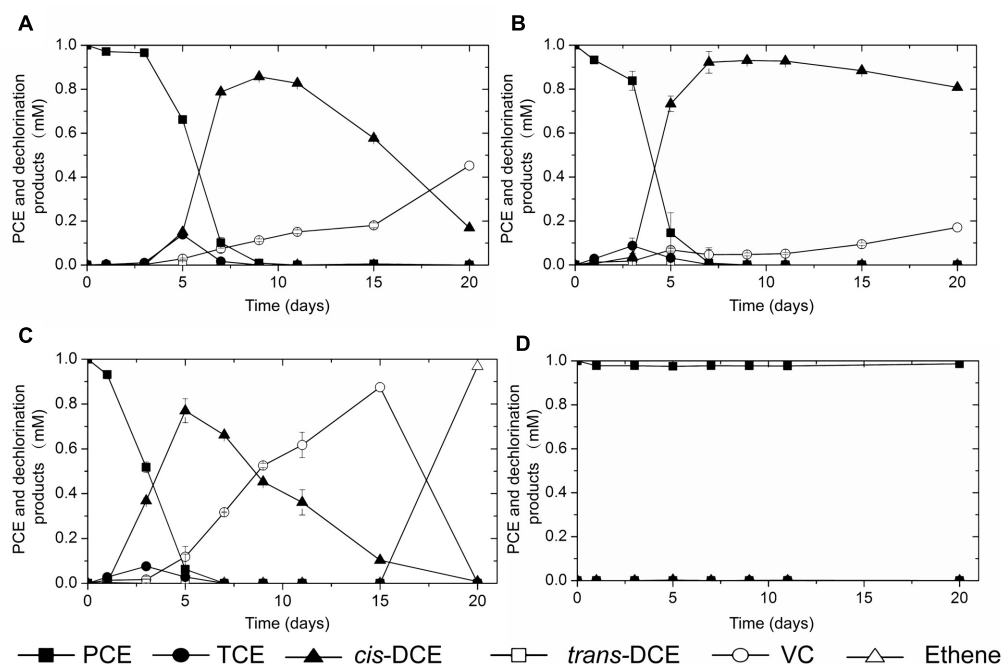 A
B
1.0
0.8
0.6
0.4
0.2
0.0
PCE and dechlorination
products (mM)
0
5
10
15
20
Time (days)
1.0
0.8
0.6
0.4
0.2
0.0
PCE and dechlorination
products (mM)
0
5
10
15
20
Time (days)
C
D
1.0
0.8
0.6
0.4
0.2
0.0
PCE and dechlorination
products (mM)
0
5
10
15
20
Time (days)
1.0
0.8
0.6
0.4
0.2
0.0
PCE and dechlorination
products (mM)
0
5
10
15
20
Time (days)
PCE TCE cis-DCE trans-DCE VC Ethene